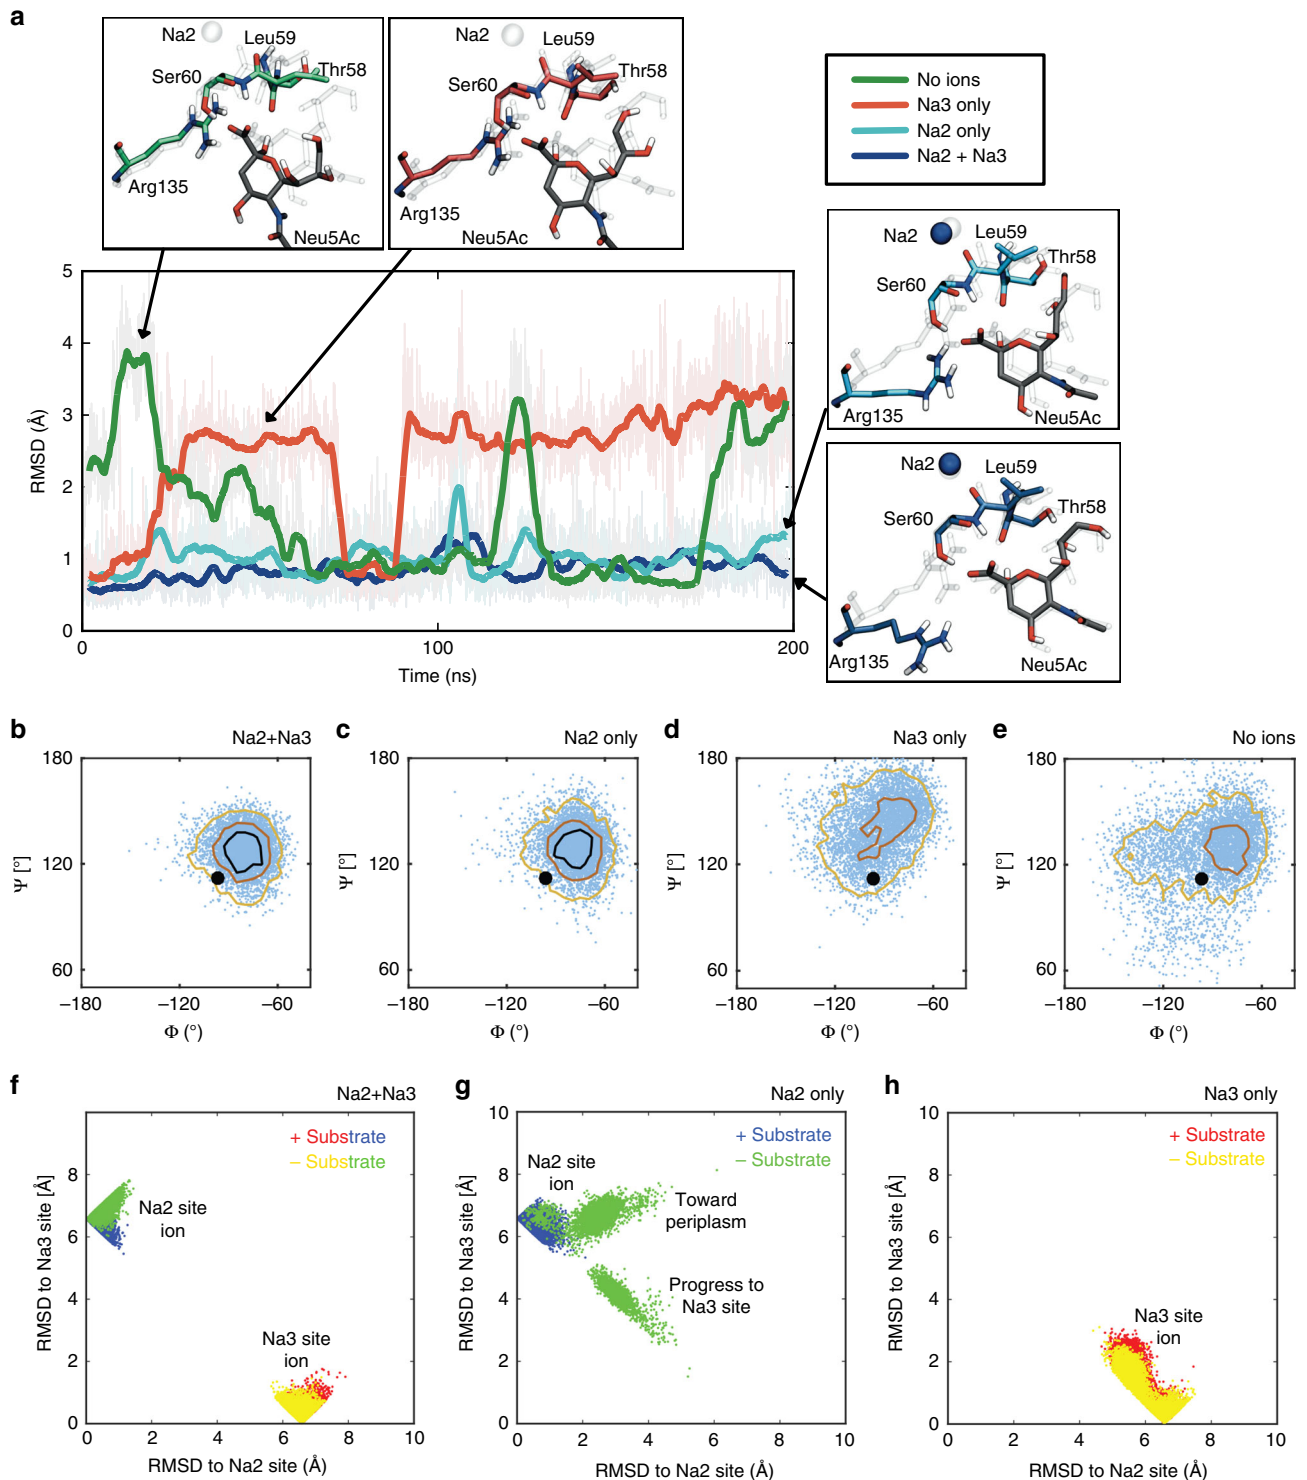 a
Na2
Leu59
Ser60
Thr58
Arg135
Neu5Ac
Na2
Leu59
Ser60
Thr58
Arg135
Neu5Ac
No ions
Na3 only
Na2 only
Na2 + Na3
Na2
Leu59
Thr58
Ser60
Arg135
Neu5Ac
Na2
Leu59
Thr58
Ser60
Arg135
Neu5Ac
RMSD (Å)
5
4
3
2
1
0
0
100
200
Time (ns)
b
Na2+Na3
Ψ [°]
180
120
60
−180
−120
−60
Φ (°)
c
Na2 only
Ψ [°]
180
120
60
−180
−120
−60
Φ (°)
d
Na3 only
Ψ [°]
180
120
60
−180
−120
−60
Φ (°)
e
No ions
Ψ [°]
180
120
60
−180
−120
−60
Φ (°)
f
Na2+Na3
+ Substrate
− Substrate
Na2 site
ion
Na3 site
ion
RMSD to Na3 site [Å]
8
6
4
2
0
0 2 4 6 8 10
RMSD to Na2 site (Å)
g
Na2 only
+ Substrate
− Substrate
Na2 site
ion
Toward
periplasm
Progress to
Na3 site
RMSD to Na3 site [Å]
10
8
6
4
2
0
0 2 4 6 8 10
RMSD to Na2 site (Å)
h
Na3 only
+ Substrate
− Substrate
Na3 site
ion
RMSD to Na3 site [Å]
10
8
6
4
2
0
0 2 4 6 8 10
RMSD to Na2 site (Å)